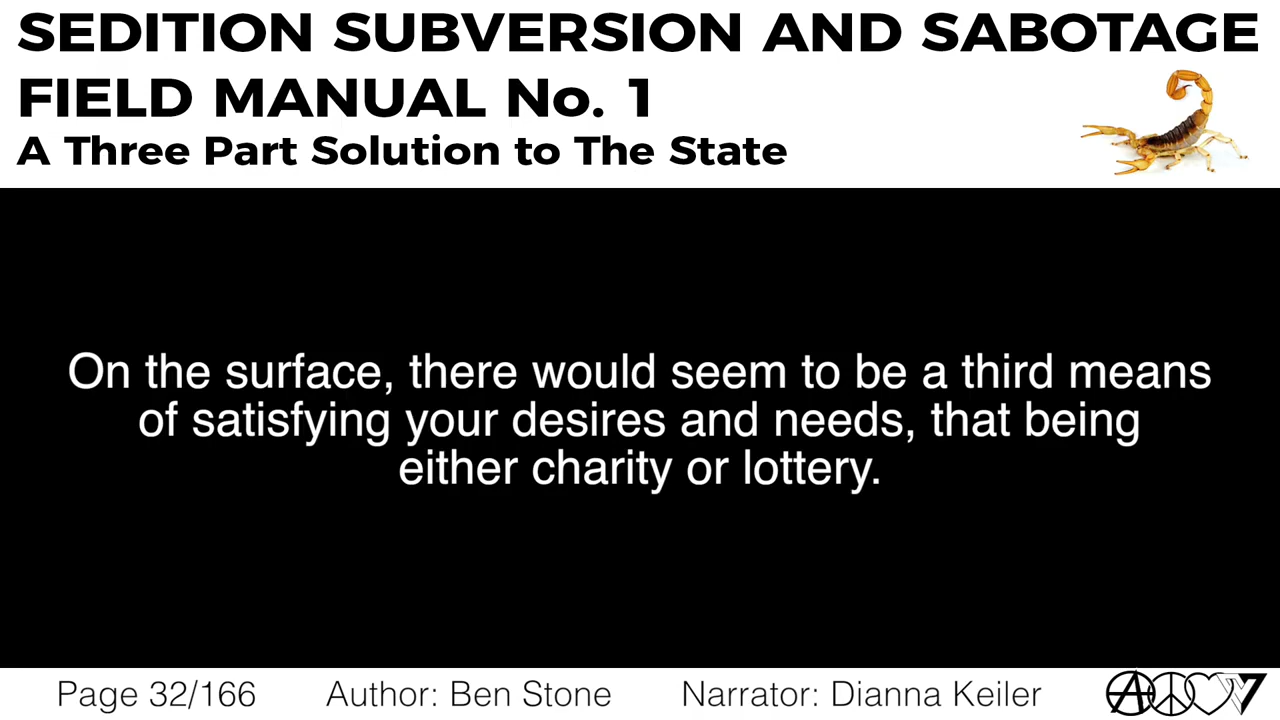 SEDITION SUBVERSION AND SABOTAGE
FIELD MANUAL No. 1
A Three Part Solution to The State
On the surface, there would seem to be a third means
of satisfying your desires and needs, that being
either charity or lottery.
Page 32/166 Author: Ben Stone Narrator: Dianna Keiler